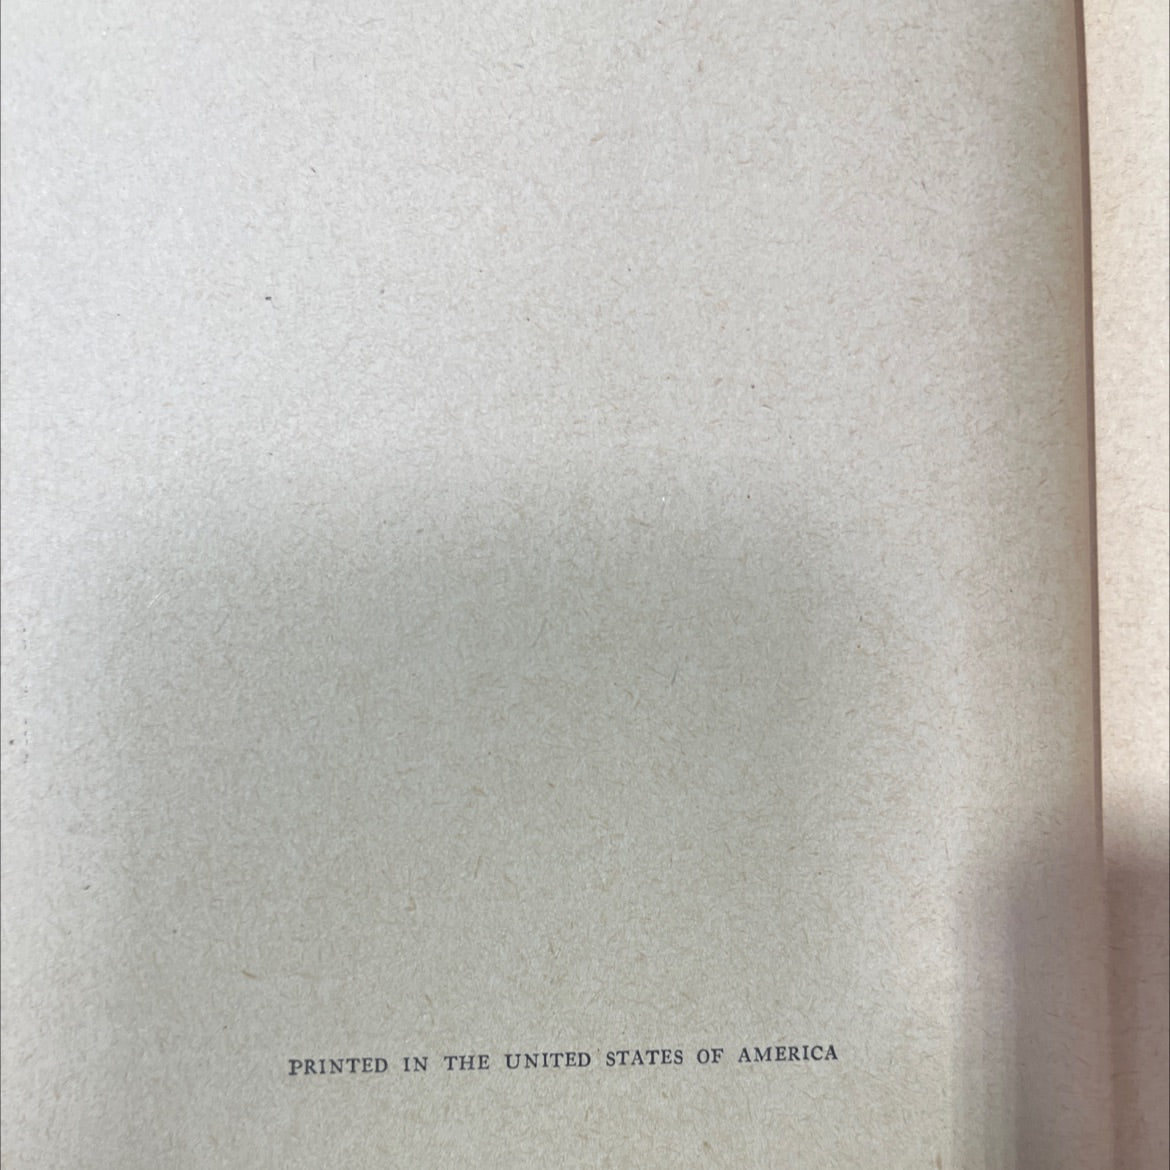 PRINTED IN THE UNITED STATES OF AMERICA